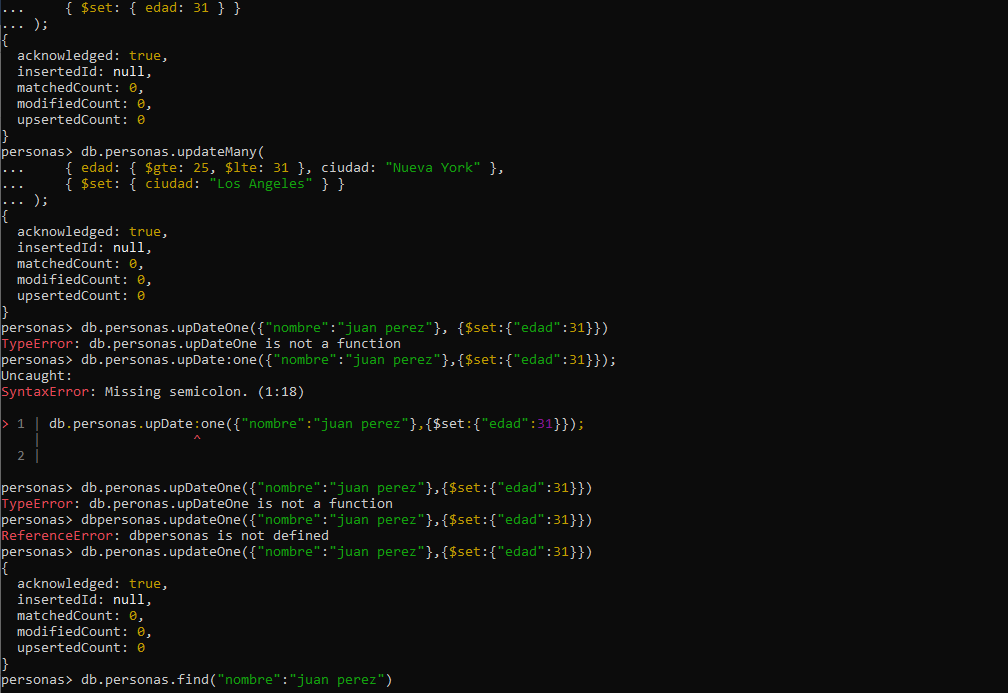 ...     { $set: { edad: 31 } }
... );
{
  acknowledged: true,
  insertedId: null,
  matchedCount: 0,
  modifiedCount: 0,
  upsertedCount: 0
}
personas> db.personas.updateMany(
...     { edad: { $gte: 25, $lte: 31 }, ciudad: "Nueva York" },
...     { $set: { ciudad: "Los Angeles" } }
... );
{
  acknowledged: true,
  insertedId: null,
  matchedCount: 0,
  modifiedCount: 0,
  upsertedCount: 0
}
personas> db.personas.upDateOne({"nombre":"juan perez"}, {$set:{"edad":31}})
TypeError: db.personas.upDateOne is not a function
personas> db.personas.upDate:one({"nombre":"juan perez"},{$set:{"edad":31}});
Uncaught:
SyntaxError: Missing semicolon. (1:18)
> 1 | db.personas.upDate:one({"nombre":"juan perez"},{$set:{"edad":31}});
    |                   ^
  2 |
personas> db.peronas.upDateOne({"nombre":"juan perez"},{$set:{"edad":31}})
TypeError: db.peronas.upDateOne is not a function
personas> dbpersonas.updateOne({"nombre":"juan perez"},{$set:{"edad":31}})
ReferenceError: dbpersonas is not defined
personas> db.peronas.updateOne({"nombre":"juan perez"},{$set:{"edad":31}})
{
  acknowledged: true,
  insertedId: null,
  matchedCount: 0,
  modifiedCount: 0,
  upsertedCount: 0
}
personas> db.personas.find("nombre":"juan perez")